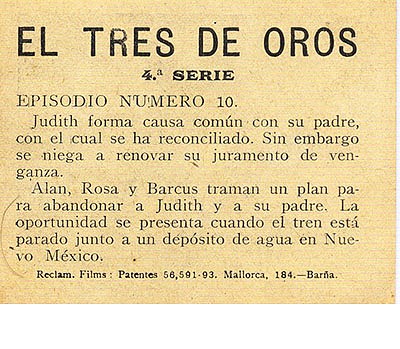 EL TRES DE OROS
4.ª SERIE
EPISODIO NUMERO 10.
Judith forma causa común con su padre,
con el cual se ha reconciliado. Sin embargo
se niega a renovar su juramento de ven-
ganza.
Alan, Rosa y Barcus traman un plan pa-
ra abandonar a Judith y a su padre. La
oportunidad se presenta cuando el tren está
parado junto a un depósito de agua en Nue-
vo México.
Reclam. Films: Patentes 56,591-93. Mallorca, 184.—Barña.